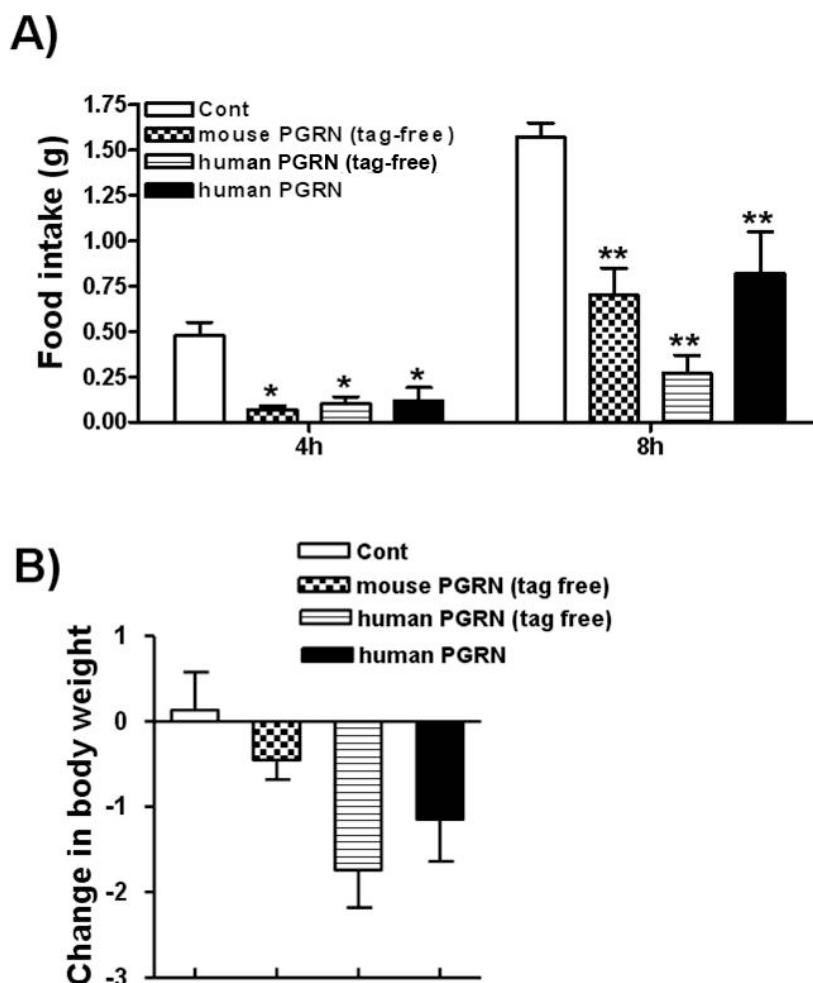 A)
Food intake (g)
1.75
1.50
1.25
1.00
0.75
0.50
0.25
0.00
Cont
mouse PGRN (tag-free)
human PGRN (tag-free)
human PGRN
*
*
*
**
**
**
4h
8h
B)
Cont
mouse PGRN (tag free)
human PGRN (tag free)
human PGRN
Change in body weight
1
0
-1
-2
-3